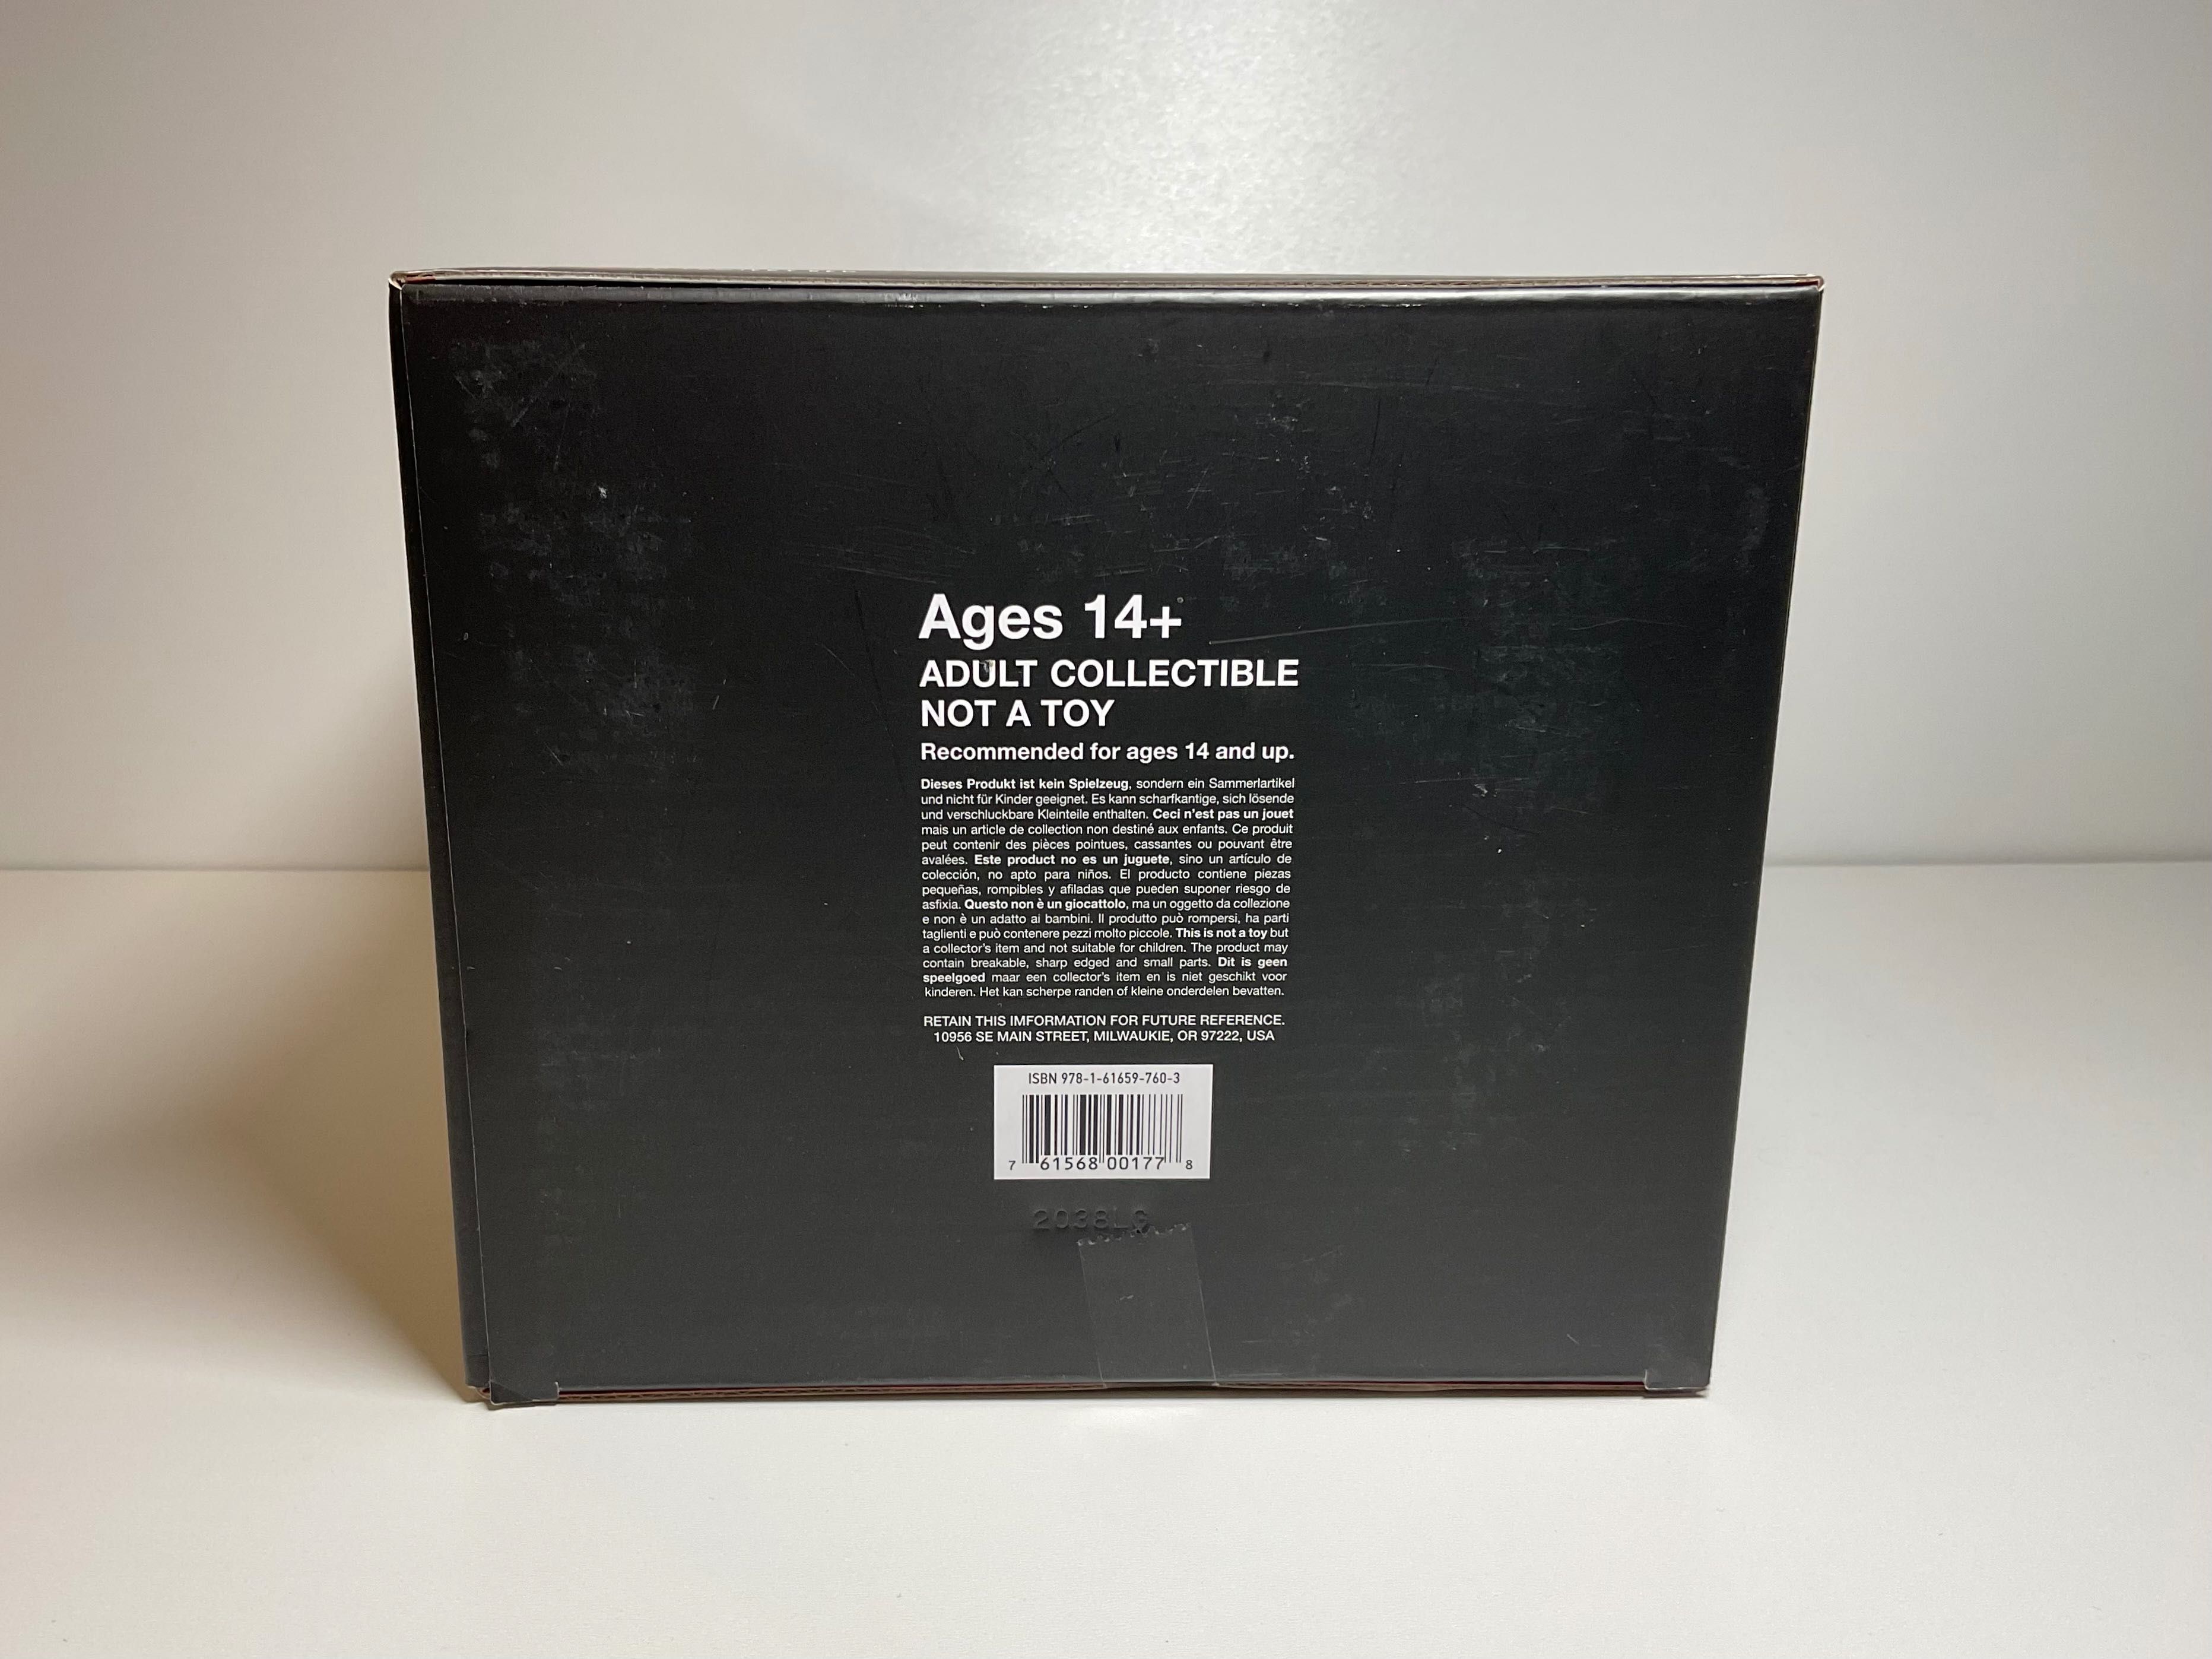 Ages 14+
ADULT COLLECTIBLE
NOT A TOY
Recommended for ages 14 and up.
Dieses Produkt ist kein Spielzeug, sondern ein Sammerlartikel
und nicht für Kinder geeignet. Es kann scharfkantige, sich lösende
und verschluckbare Kleinteile enthalten. Ceci n'est pas un jouet
mais un article de collection non destiné aux enfants. Ce produit
peut contenir des pièces pointues, cassantes ou pouvant être
avalées. Este product no es un juguete, sino un artículo de
colección, no apto para niños. El producto contiene piezas
pequeñas, rompibles y afiladas que pueden suponer riesgo de
asfixia. Questo non è un giocattolo, ma un oggetto da collezione
e non è un adatto ai bambini. Il produtto può rompersi, ha parti
taglienti e può contenere pezzi molto piccole. This is not a toy but
a collector's item and not suitable for children. The product may
contain breakable, sharp edged and small parts. Dit is geen
speelgoed maar een collector's item en is niet geschikt voor
kinderen. Het kan scherpe randen of kleine onderdelen bevatten.
RETAIN THIS IMFORMATION FOR FUTURE REFERENCE.
10956 SE MAIN STREET, MILWAUKIE, OR 97222, USA
ISBN 978-1-61659-760-3
7 61568 00177 8
2038LG